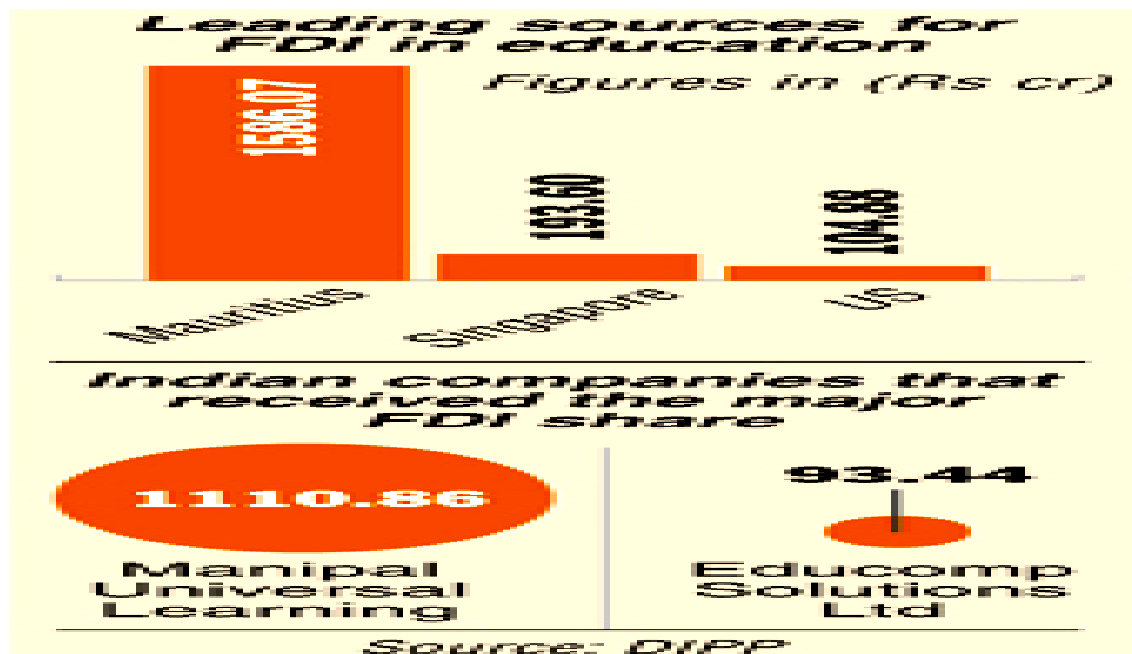 Leading sources for
FDI in education
Figures in (Rs cr)
1586.07
193.60
104.88
Mauritius
Singapore
US
Indian companies that
received the major
FDI share
1110.86
93.44
Manipal
Universal
Learning
Educomp
Solutions
Ltd
Source: DIPP